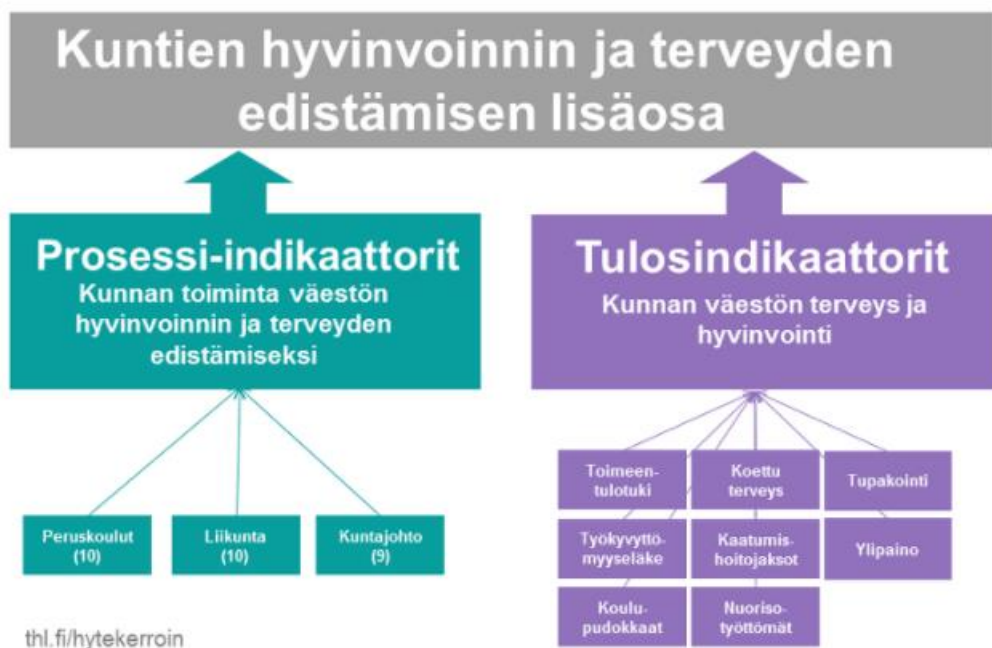 Kuntien hyvinvoinnin ja terveyden
edistämisen lisäosa
Prosessi-indikaattorit
Kunnan toiminta väestön
hyvinvoinnin ja terveyden
edistämiseksi
Tulosindikaattorit
Kunnan väestön terveys ja
hyvinvointi
Peruskoulut
(10)
Liikunta
(10)
Kuntajohto
(9)
Toimeen-
tulotuki
Koettu
terveys
Tupakointi
Työkyvyttö-
myyseläke
Kaatumis-
hoitojaksot
Ylipaino
Koulu-
pudokkaat
Nuoriso-
työttömät
thl.fi/hytekerroin